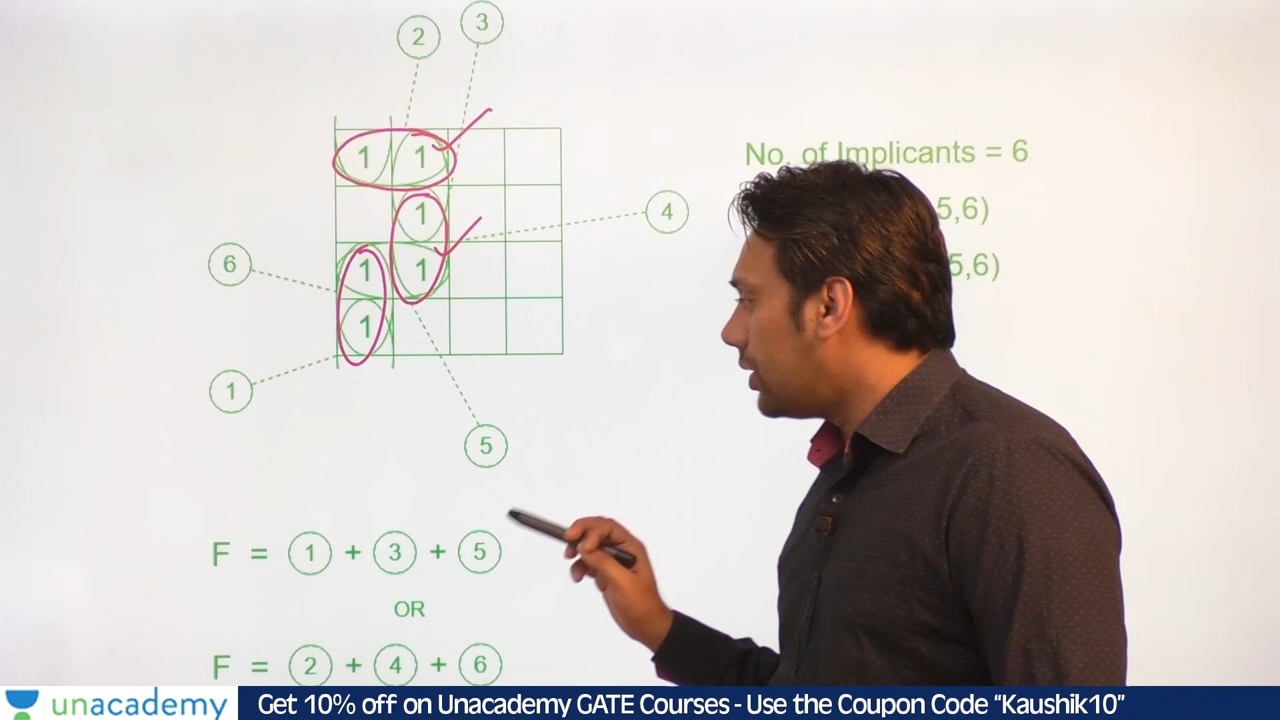 2 3
1 1
1 4
6 1 1
1
1
5
No. of Implicants = 6
5,6)
5,6)
F = 1 + 3 + 5
OR
F = 2 + 4 + 6
unacademy
Get 10% off on Unacademy GATE Courses - Use the Coupon Code “Kaushik10”